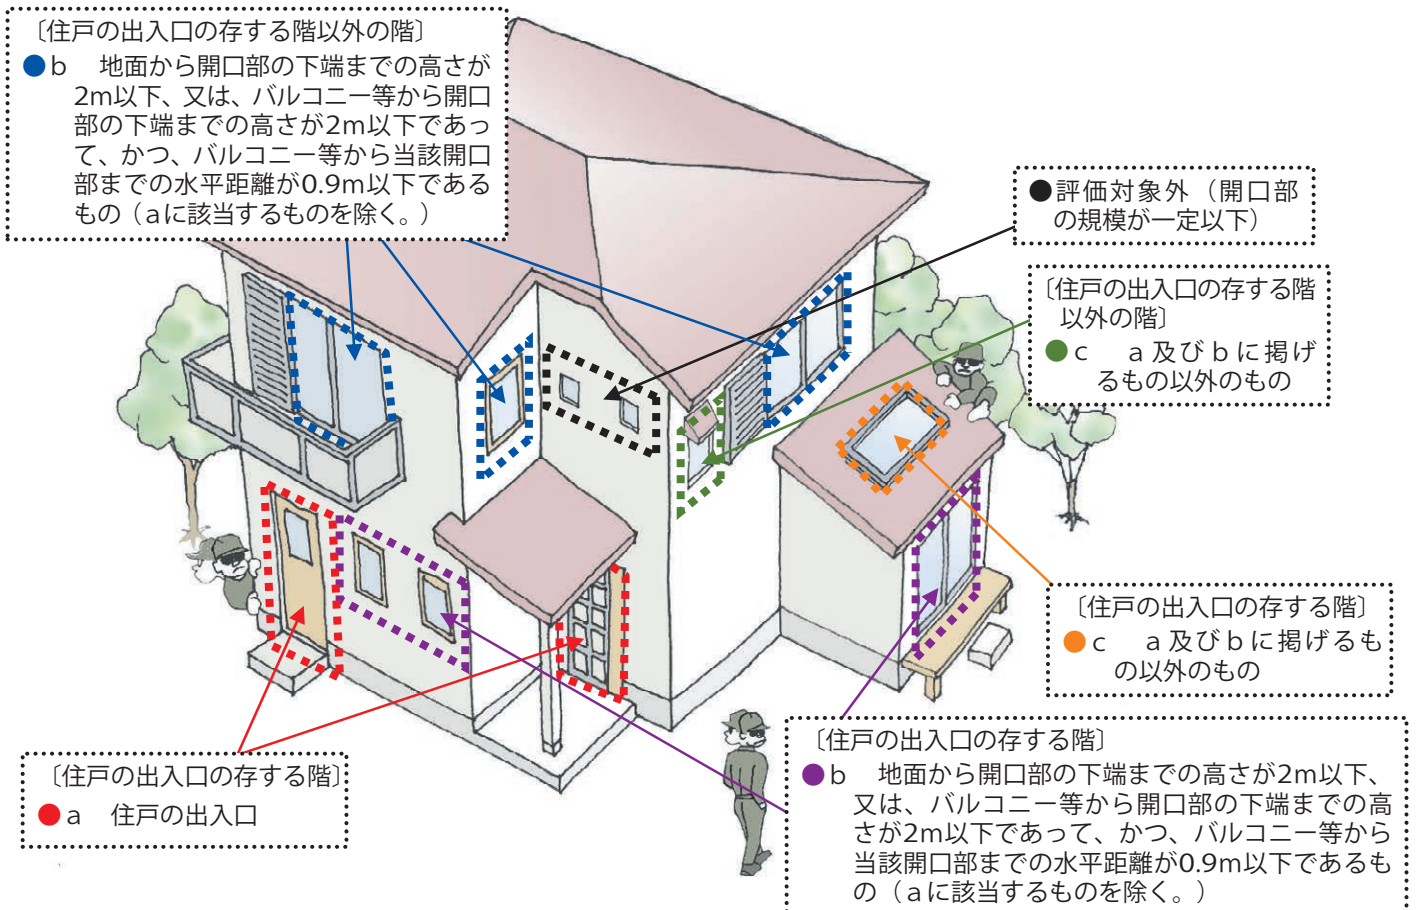 〔住戸の出入口の存する階以外の階〕
●b 地面から開口部の下端までの高さが
2m以下、又は、バルコニー等から開口
部の下端までの高さが2m以下であっ
て、かつ、バルコニー等から当該開口
部までの水平距離が0.9m以下である
もの（aに該当するものを除く。）
●評価対象外（開口部
の規模が一定以下）
〔住戸の出入口の存する階
以外の階〕
●c a及びbに掲げ
るもの以外のもの
〔住戸の出入口の存する階〕
●c a及びbに掲げるも
の以外のもの
〔住戸の出入口の存する階〕
●a 住戸の出入口
〔住戸の出入口の存する階〕
●b 地面から開口部の下端までの高さが2m以下、
又は、バルコニー等から開口部の下端までの高
さが2m以下であって、かつ、バルコニー等から
当該開口部までの水平距離が0.9m以下であるも
の（aに該当するものを除く。）